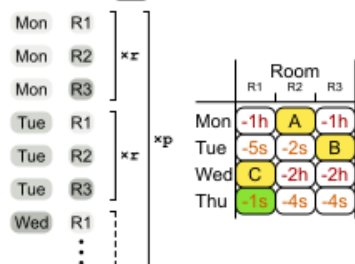 Mon R1
Mon R2
Mon R3
×r
Tue R1
Tue R2
Tue R3
×r
Wed R1
×p
Room
R1 R2 R3
Mon -1h A -1h
Tue -5s -2s B
Wed C -2h -2h
Thu -1s -4s -4s